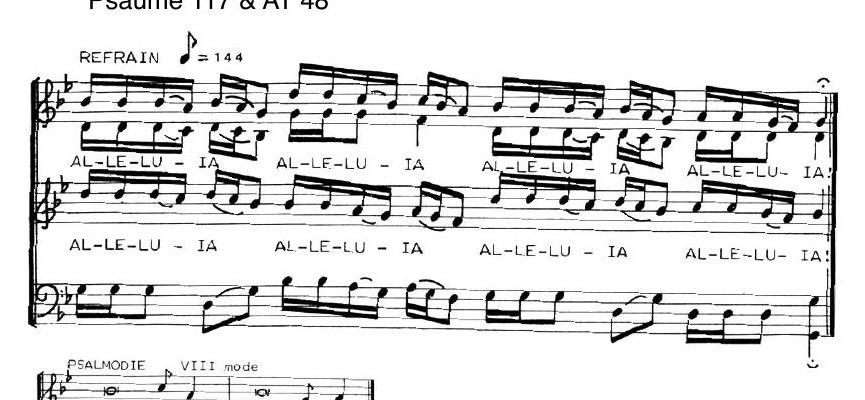 Psaume 117 & AT 48
REFRAIN ♪ = 144
AL-LE-LU - IA AL-LE-LU - IA AL-LE-LU - IA AL-LE-LU- IA.
AL-LE-LU - IA AL-LE-LU - IA AL-LE-LU - IA AL-LE-LU- IA.
PSALMODIE VIII mode